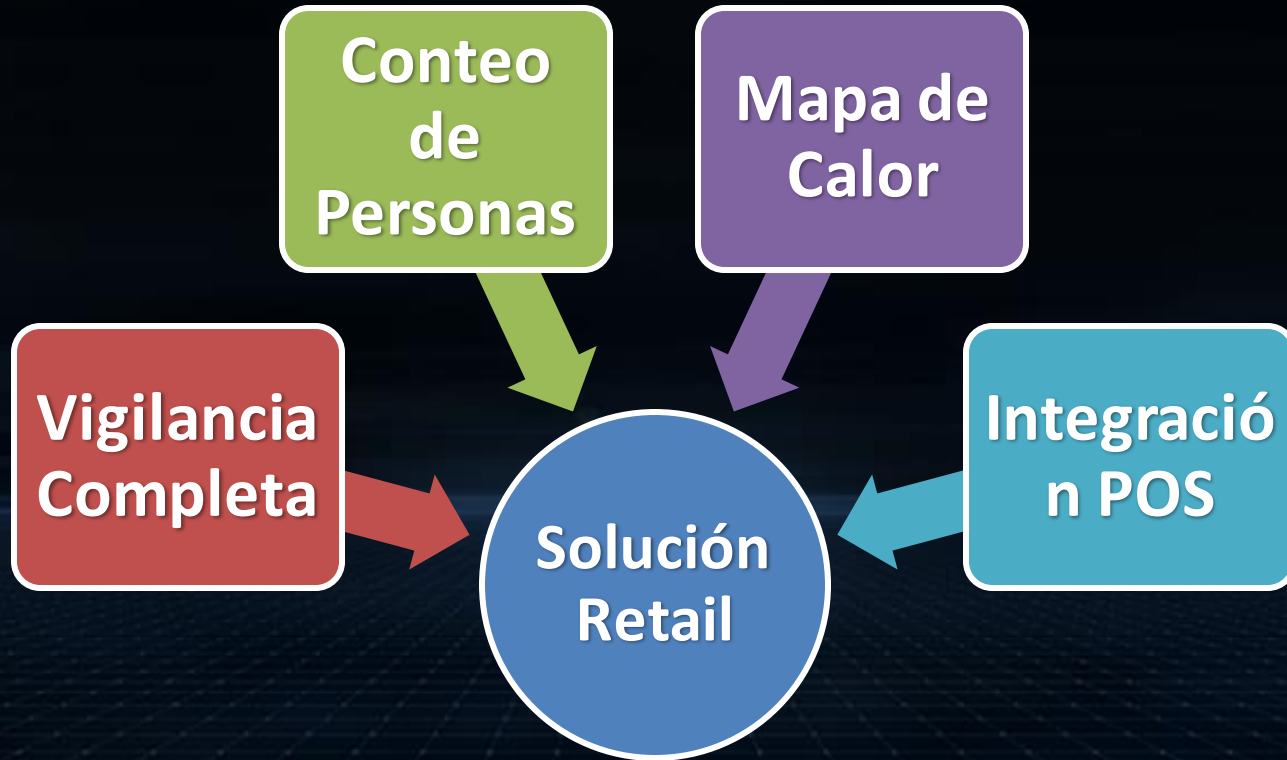 Conteo
de
Personas
Mapa de
Calor
Vigilancia
Completa
Integració
n POS
Solución
Retail